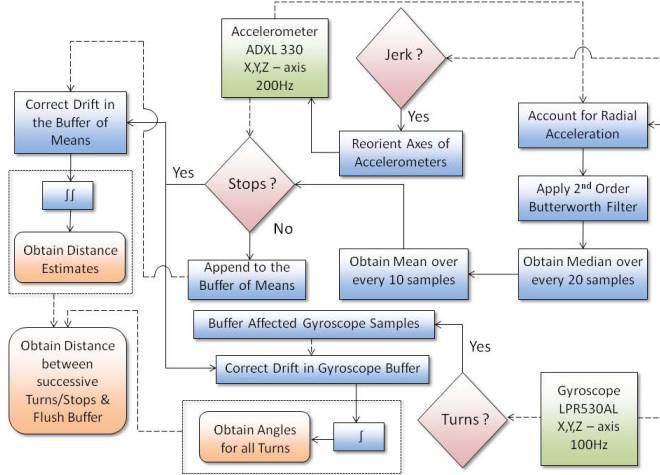 Accelerometer
ADXL 330
X,Y,Z – axis
200Hz
Jerk ?
Yes
Reorient Axes of
Accelerometers
Account for Radial
Acceleration
Apply 2nd Order
Butterworth Filter
Obtain Median over
every 20 samples
Obtain Mean over
every 10 samples
Stops ?
Yes
No
Correct Drift in
the Buffer of
Means
∫∫
Obtain Distance
Estimates
Append to the
Buffer of Means
Obtain Distance
between
successive
Turns/Stops &
Flush Buffer
Buffer Affected Gyroscope Samples
Correct Drift in Gyroscope Buffer
Yes
Turns ?
Gyroscope
LPR530AL
X,Y,Z – axis
100Hz
Obtain Angles
for all Turns
∫